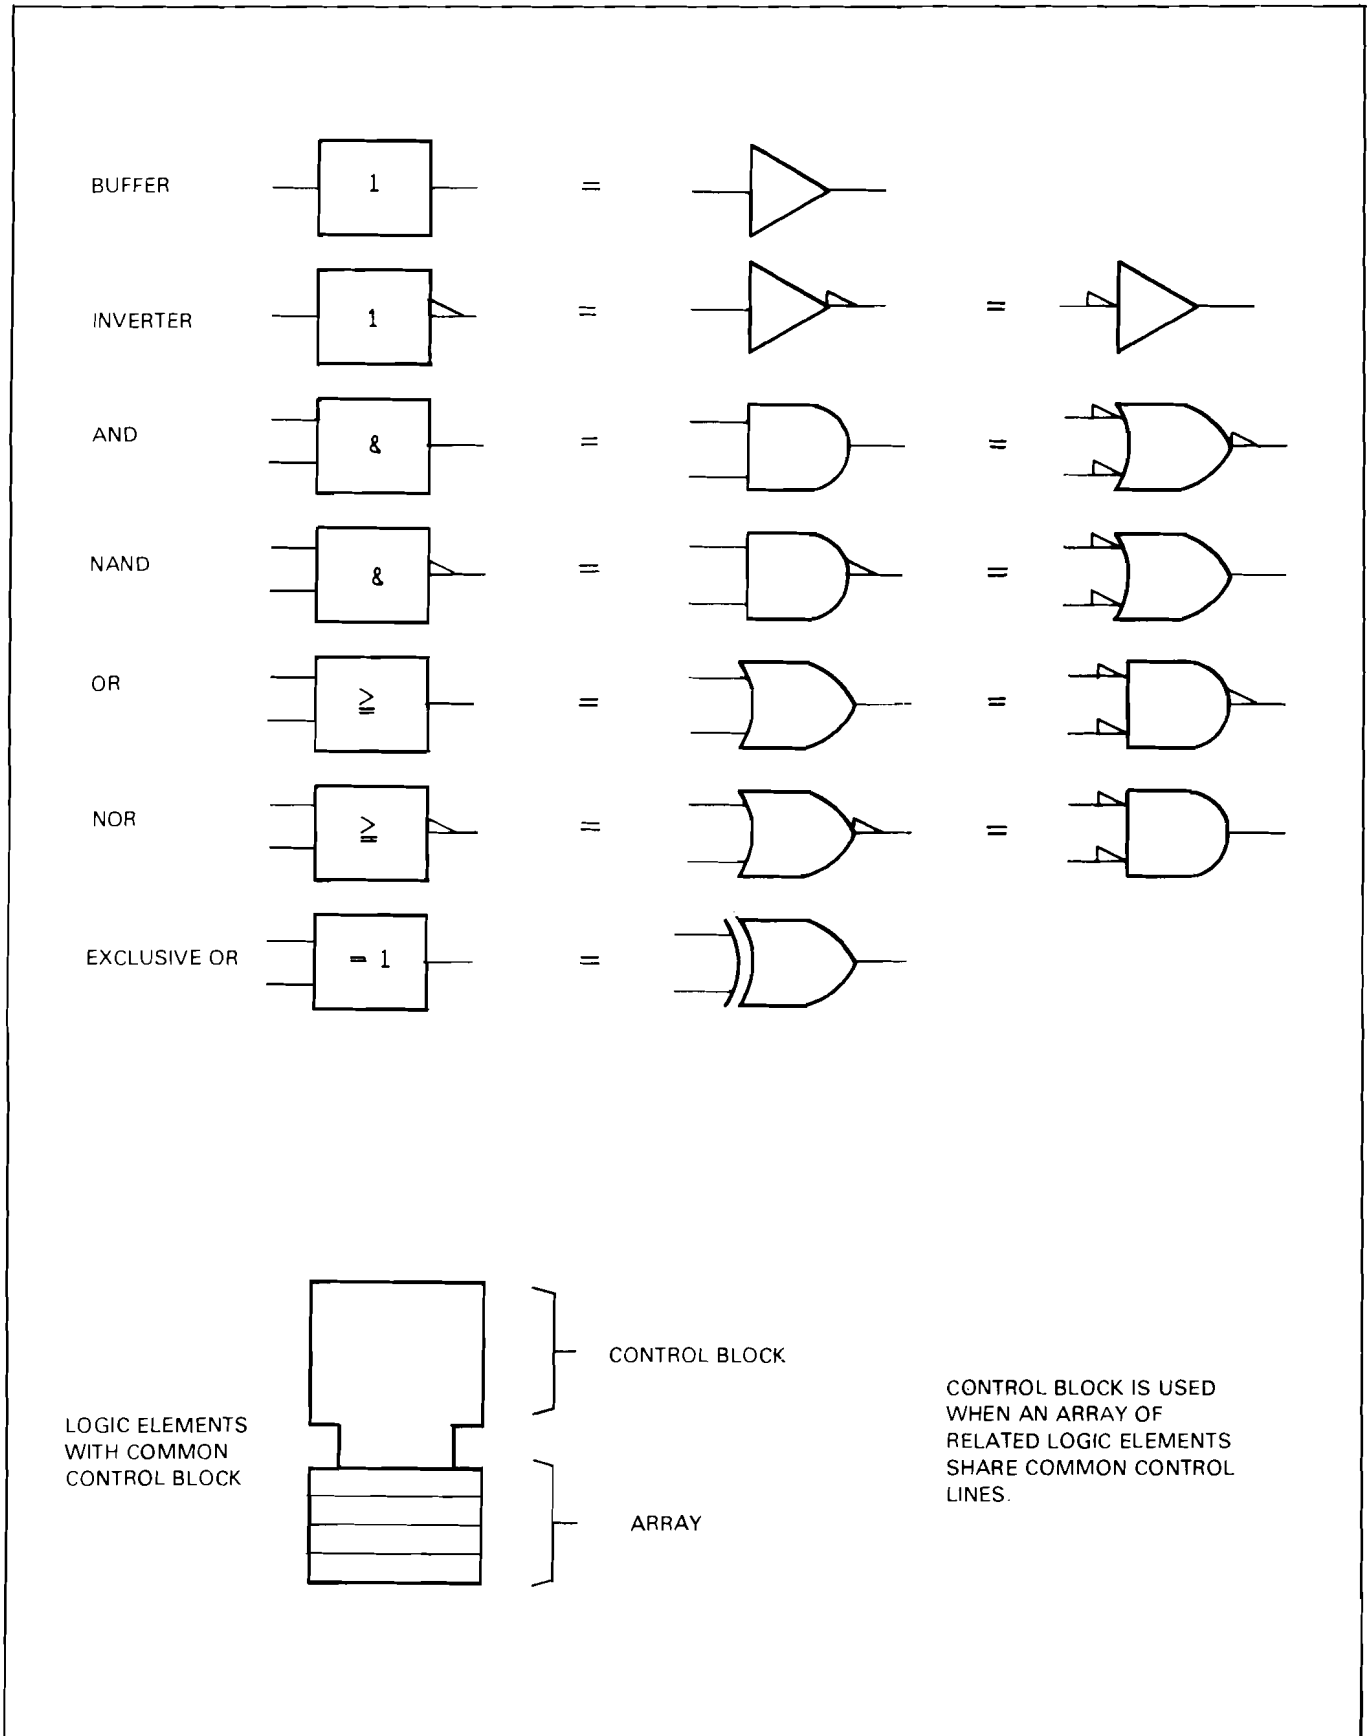 BUFFER 1 =
INVERTER 1 = =
AND & = =
NAND & = =
OR ≥ = =
NOR ≥ = =
EXCLUSIVE OR = 1 =
CONTROL BLOCK
LOGIC ELEMENTS
WITH COMMON
CONTROL BLOCK
ARRAY
CONTROL BLOCK IS USED
WHEN AN ARRAY OF
RELATED LOGIC ELEMENTS
SHARE COMMON CONTROL
LINES.